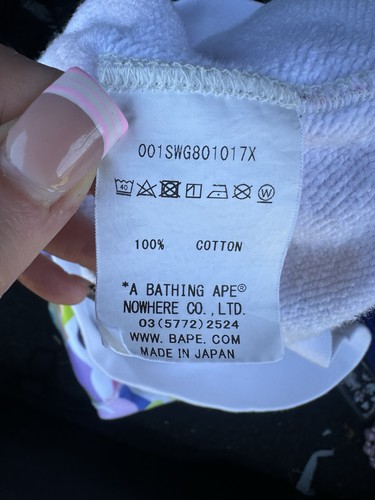 001SWG801017X
40 W
100% COTTON
*A BATHING APE®
NOWHERE CO.,LTD.
03(5772)2524
WWW.BAPE.COM
MADE IN JAPAN